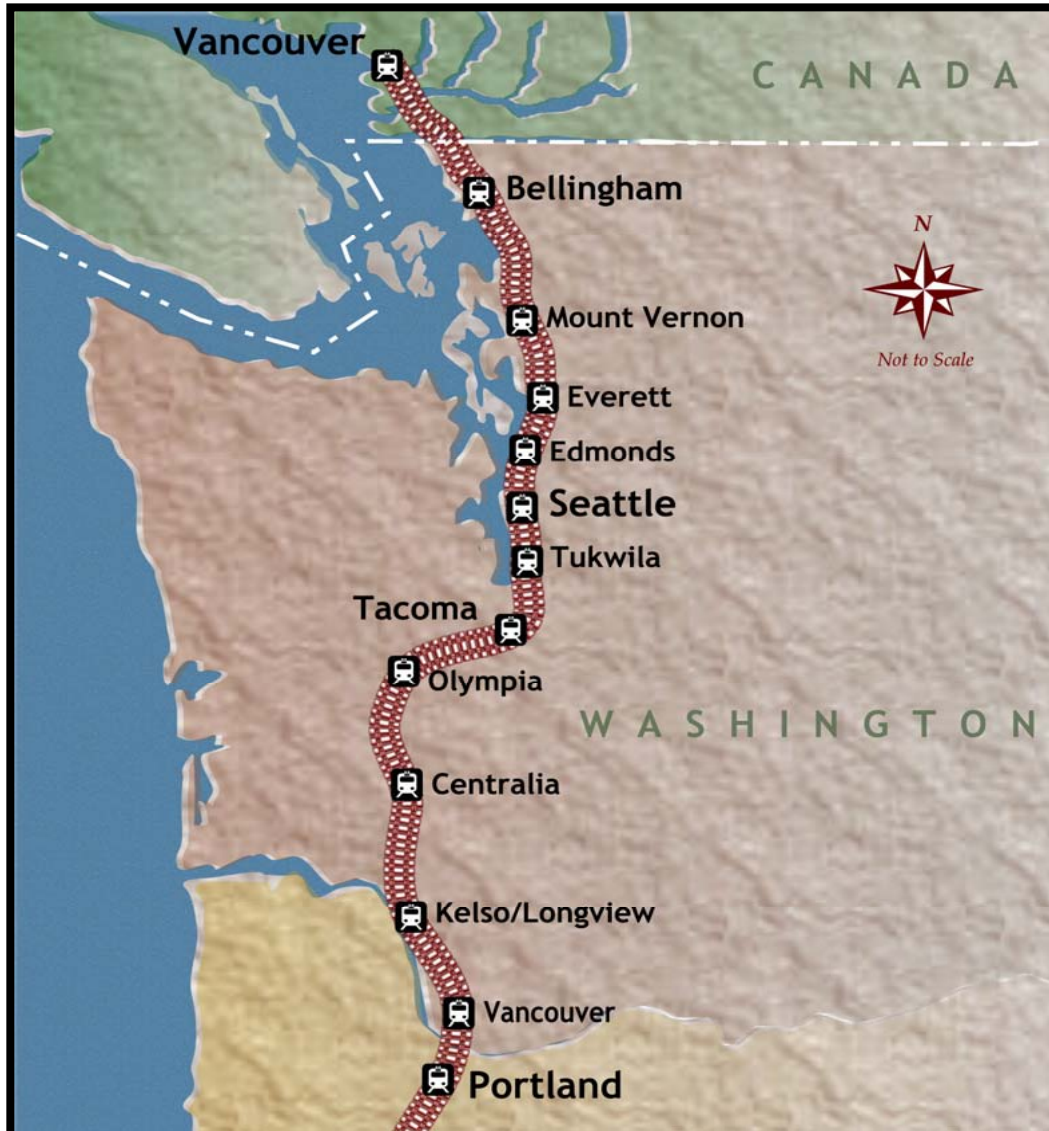 Vancouver
CANADA
Bellingham
N
Mount Vernon
Not to Scale
Everett
Edmonds
Seattle
Tukwila
Tacoma
Olympia
WASHINGTON
Centralia
Kelso/Longview
Vancouver
Portland